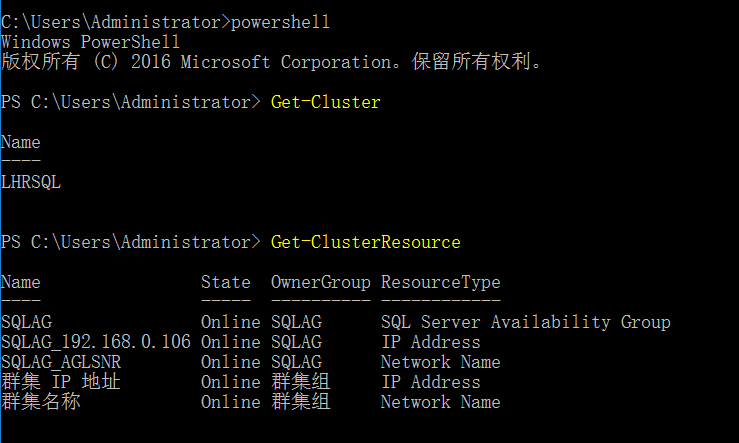 C:\Users\Administrator>powershell
Windows PowerShell
版权所有 (C) 2016 Microsoft Corporation。保留所有权利。
PS C:\Users\Administrator> Get-Cluster
Name
----
LHRSQL
PS C:\Users\Administrator> Get-ClusterResource
Name                State  OwnerGroup ResourceType
----                -----  ---------- ------------
SQLAG               Online SQLAG      SQL Server Availability Group
SQLAG_192.168.0.106 Online SQLAG      IP Address
SQLAG_AGLSNR        Online SQLAG      Network Name
群集 IP 地址        Online 群集组     IP Address
群集名称            Online 群集组     Network Name